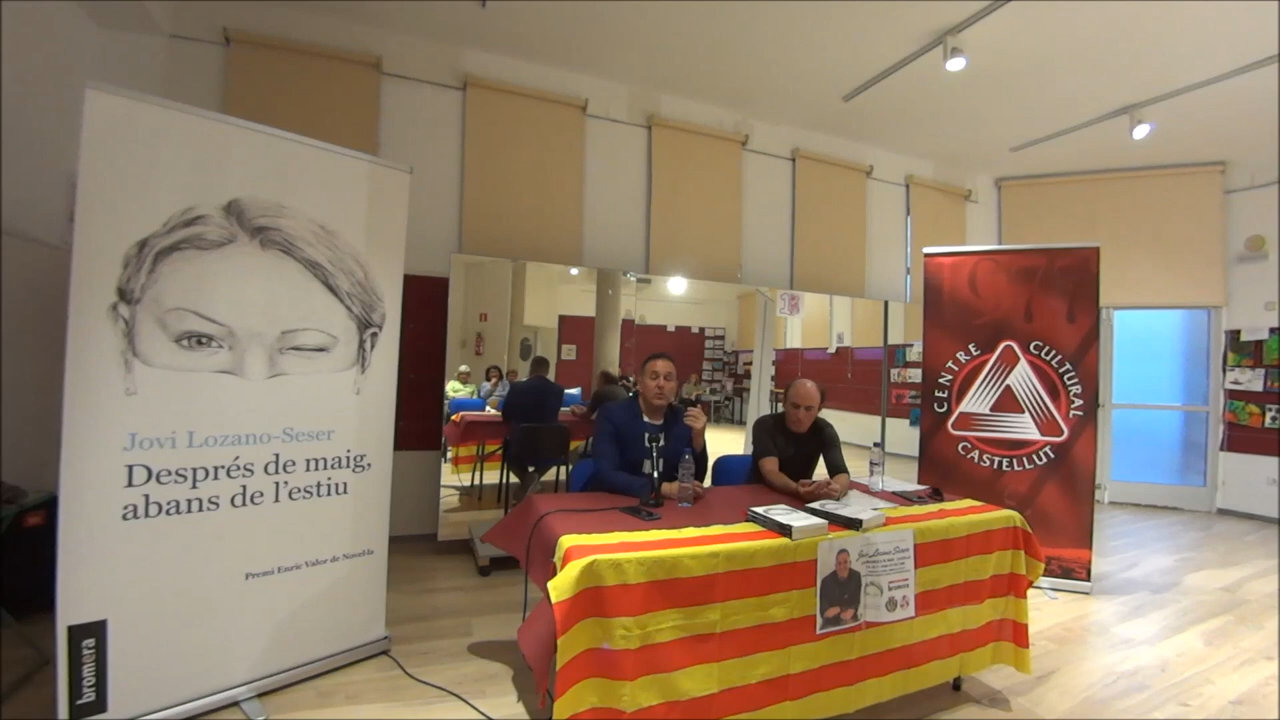 Jovi Lozano-Seser
Després de maig,
abans de l'estiu
Premi Enric Valor de Novel·la
bromera
1977
CENTRE CULTURAL
CASTELLUT
Jovi Lozano Seser
bromera